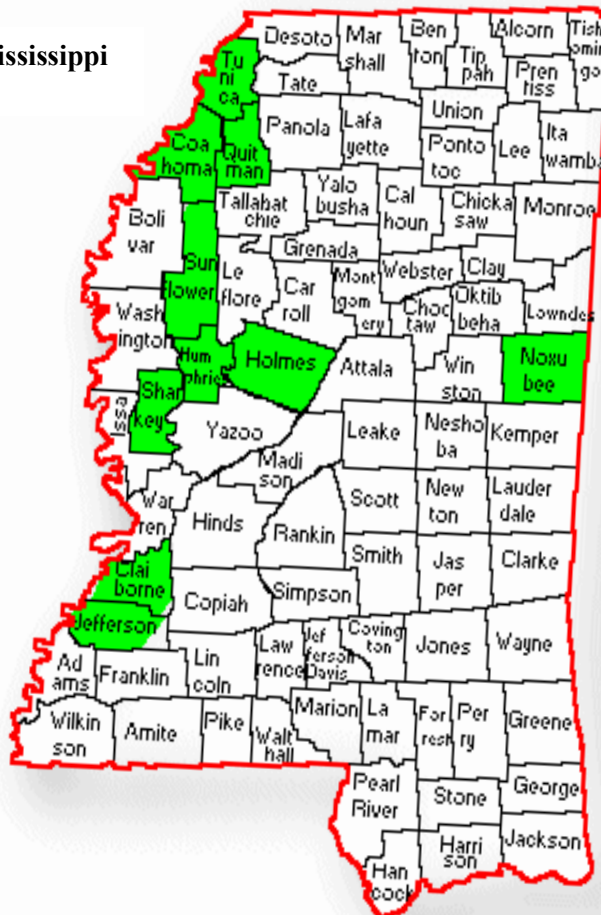 ississippi
Desoto
Mar
shall
Ben
ton
Tip
pah
Alcorn
Tish
omin
go
Tu
ni
ca
Tate
Pren
tiss
Panola
Lafa
yette
Union
Ponto
toc
Lee
Ita
wamba
Coa
homa
Quit
man
Tallahat
chie
Yalo
busha
Cal
houn
Chicka
saw
Monroe
Boli
var
Sun
flower
Le
flore
Grenada
Car
roll
Mont
gom
ery
Webster
Clay
Choc
taw
Oktib
beha
Lowndes
Wash
ington
Hum
phries
Holmes
Attala
Win
ston
Noxu
bee
Issa
Shar
key
Yazoo
Madi
son
Leake
Nesho
ba
Kemper
War
ren
Hinds
Rankin
Scott
New
ton
Lauder
dale
Smith
Jas
per
Clarke
Clai
borne
Copiah
Simpson
Jefferson
Law
rence
Jef
ferson
Davis
Coving
ton
Jones
Wayne
Ad
ams
Franklin
Lin
coln
Wilkin
son
Amite
Pike
Walt
hall
Marion
La
mar
For
rest
Per
ry
Greene
Pearl
River
Stone
George
Han
cock
Harri
son
Jackson